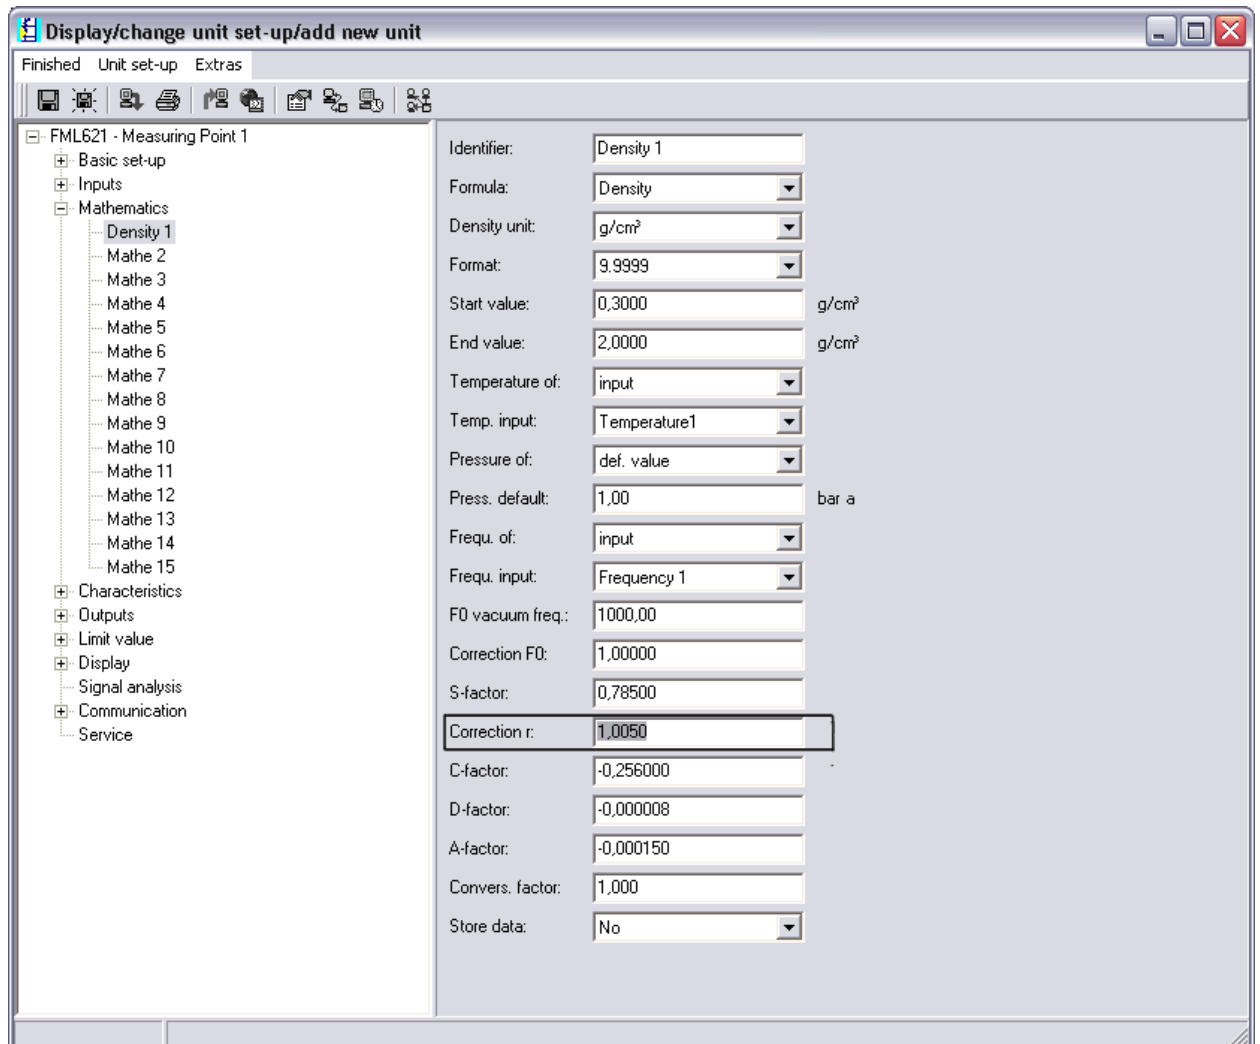 Display/change unit set-up/add new unit
Finished Unit set-up Extras
FML621 - Measuring Point 1
Basic set-up
Inputs
Mathematics
Density 1
Mathe 2
Mathe 3
Mathe 4
Mathe 5
Mathe 6
Mathe 7
Mathe 8
Mathe 9
Mathe 10
Mathe 11
Mathe 12
Mathe 13
Mathe 14
Mathe 15
Characteristics
Outputs
Limit value
Display
Signal analysis
Communication
Service
Identifier: Density 1
Formula: Density
Density unit: g/cm³
Format: 9.9999
Start value: 0,3000 g/cm³
End value: 2,0000 g/cm³
Temperature of: input
Temp. input: Temperature1
Pressure of: def. value
Press. default: 1,00 bar a
Frequ. of: input
Frequ. input: Frequency 1
F0 vacuum freq.: 1000,00
Correction F0: 1,00000
S-factor: 0,78500
Correction r: 1,0050
C-factor: -0,256000
D-factor: -0,000008
A-factor: -0,000150
Convers. factor: 1,000
Store data: No